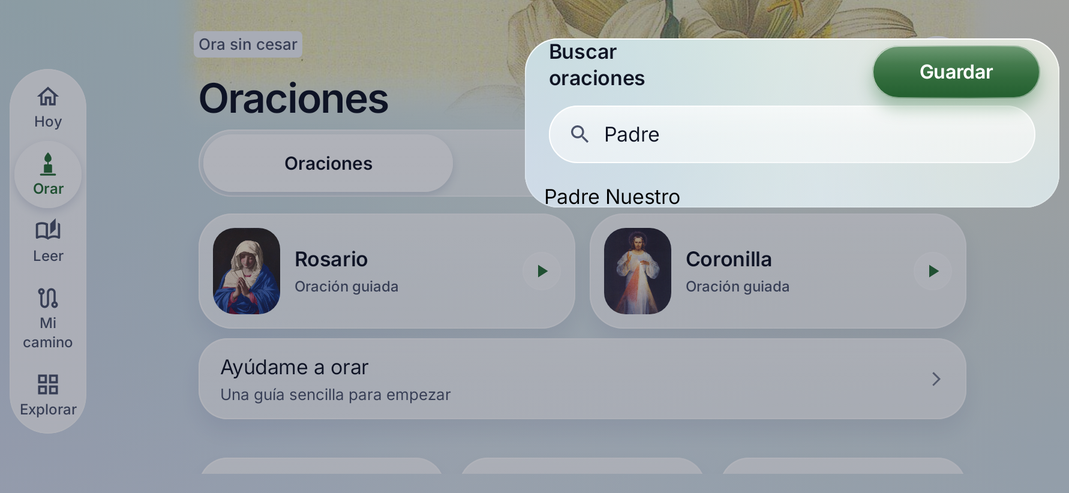 Ora sin cesar
Oraciones
Oraciones
Hoy
Orar
Leer
Mi
camino
Explorar
Buscar
oraciones
Guardar
Padre
Padre Nuestro
Rosario
Oración guiada
Coronilla
Oración guiada
Ayúdame a orar
Una guía sencilla para empezar